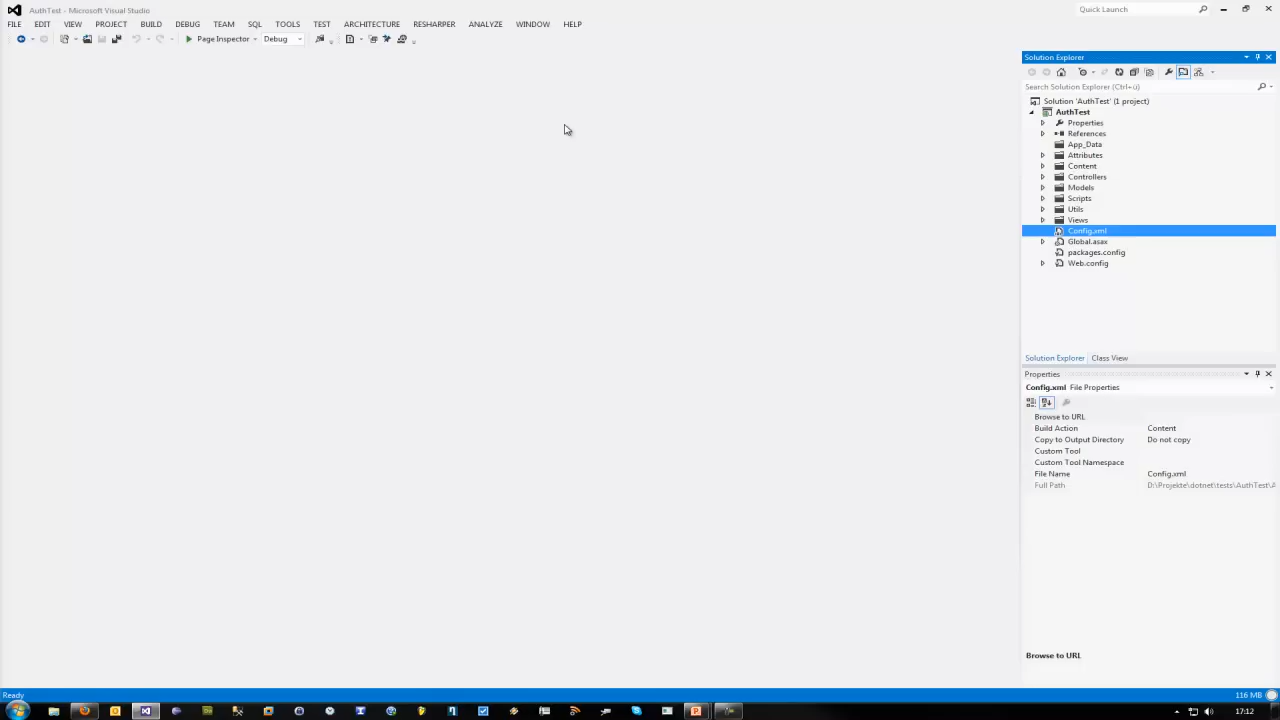 AuthTest - Microsoft Visual Studio
Quick Launch
FILE EDIT VIEW PROJECT BUILD DEBUG TEAM SQL TOOLS TEST ARCHITECTURE RESHARPER ANALYZE WINDOW HELP
Page Inspector Debug
Solution Explorer
Search Solution Explorer (Ctrl+ü)
Solution 'AuthTest' (1 project)
AuthTest
Properties
References
App_Data
Attributes
Content
Controllers
Models
Scripts
Utils
Views
Config.xml
Global.asax
packages.config
Web.config
Solution Explorer Class View
Properties
Config.xml File Properties
Browse to URL
Build Action Content
Copy to Output Directory Do not copy
Custom Tool
Custom Tool Namespace
File Name Config.xml
Full Path D:\Projekte\dotnet\tests\AuthTest\A
Browse to URL
Ready
116 MB
17:12